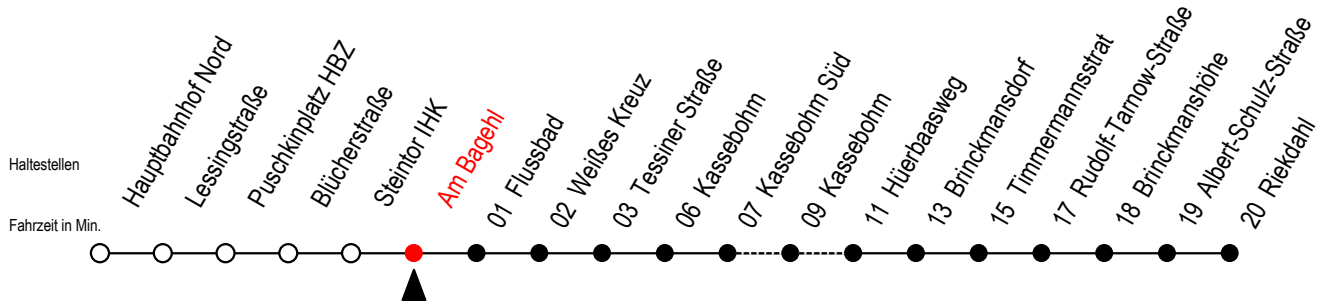 Haltestellen
Fahrzeit in Min.
Hauptbahnhof Nord
Lessingstraße
Puschkinplatz HBZ
Blücherstraße
Steintor IHK
Am Bagehl
01 Flussbad
02 Weißes Kreuz
03 Tessiner Straße
06 Kassebohm
07 Kassebohm Süd
09 Kassebohm
11 Hüerbaasweg
13 Brinckmansdorf
15 Timmermannsstrat
17 Rudolf-Tarnow-Straße
18 Brinckmanshöhe
19 Albert-Schulz-Straße
20 Riekdahl